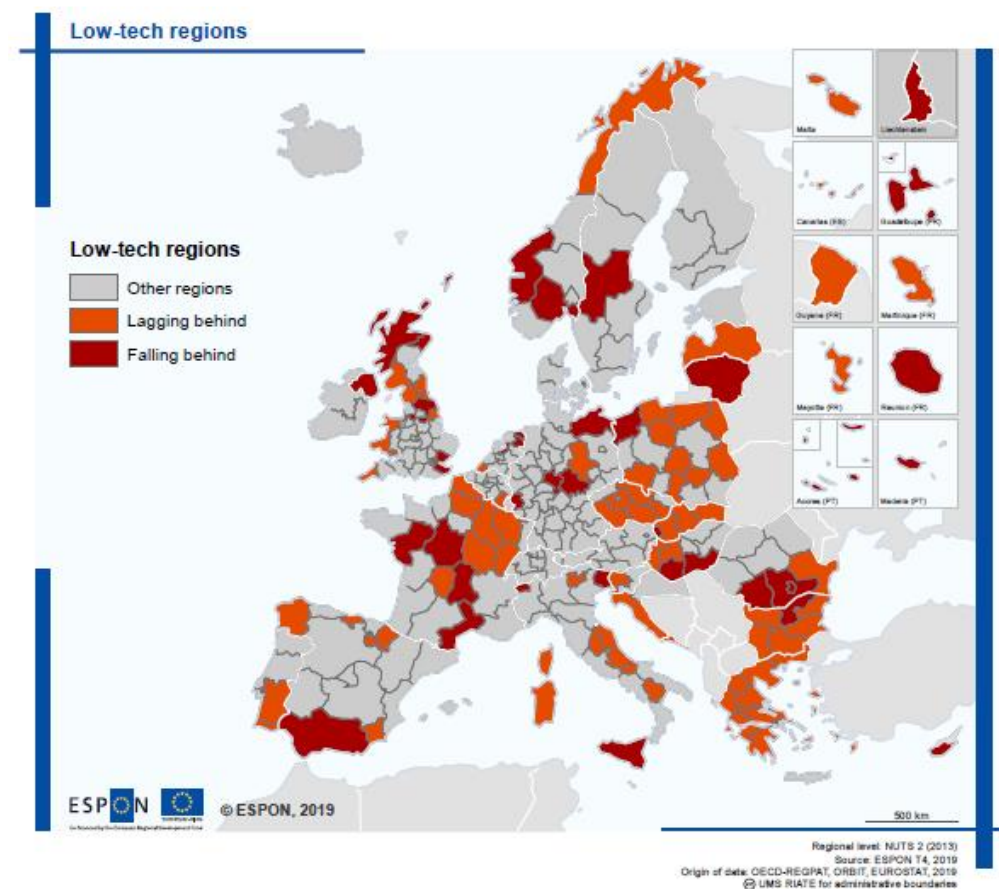 Low-tech regions
Malta
Liechtenstein
Canarias (ES)
Guadeloupe (FR)
Low-tech regions
Other regions
Lagging behind
Falling behind
Guyane (FR)
Martinique (FR)
Mayotte (FR)
Réunion (FR)
Acores (PT)
Madeira (PT)
ESPON
© ESPON, 2019
500 km
Regional level: NUTS 2 (2013)
Source: ESPON T4, 2019
Origin of data: OECD-REGPAT, ORBIT, EUROSTAT, 2019
UMS RIATE for administrative boundaries